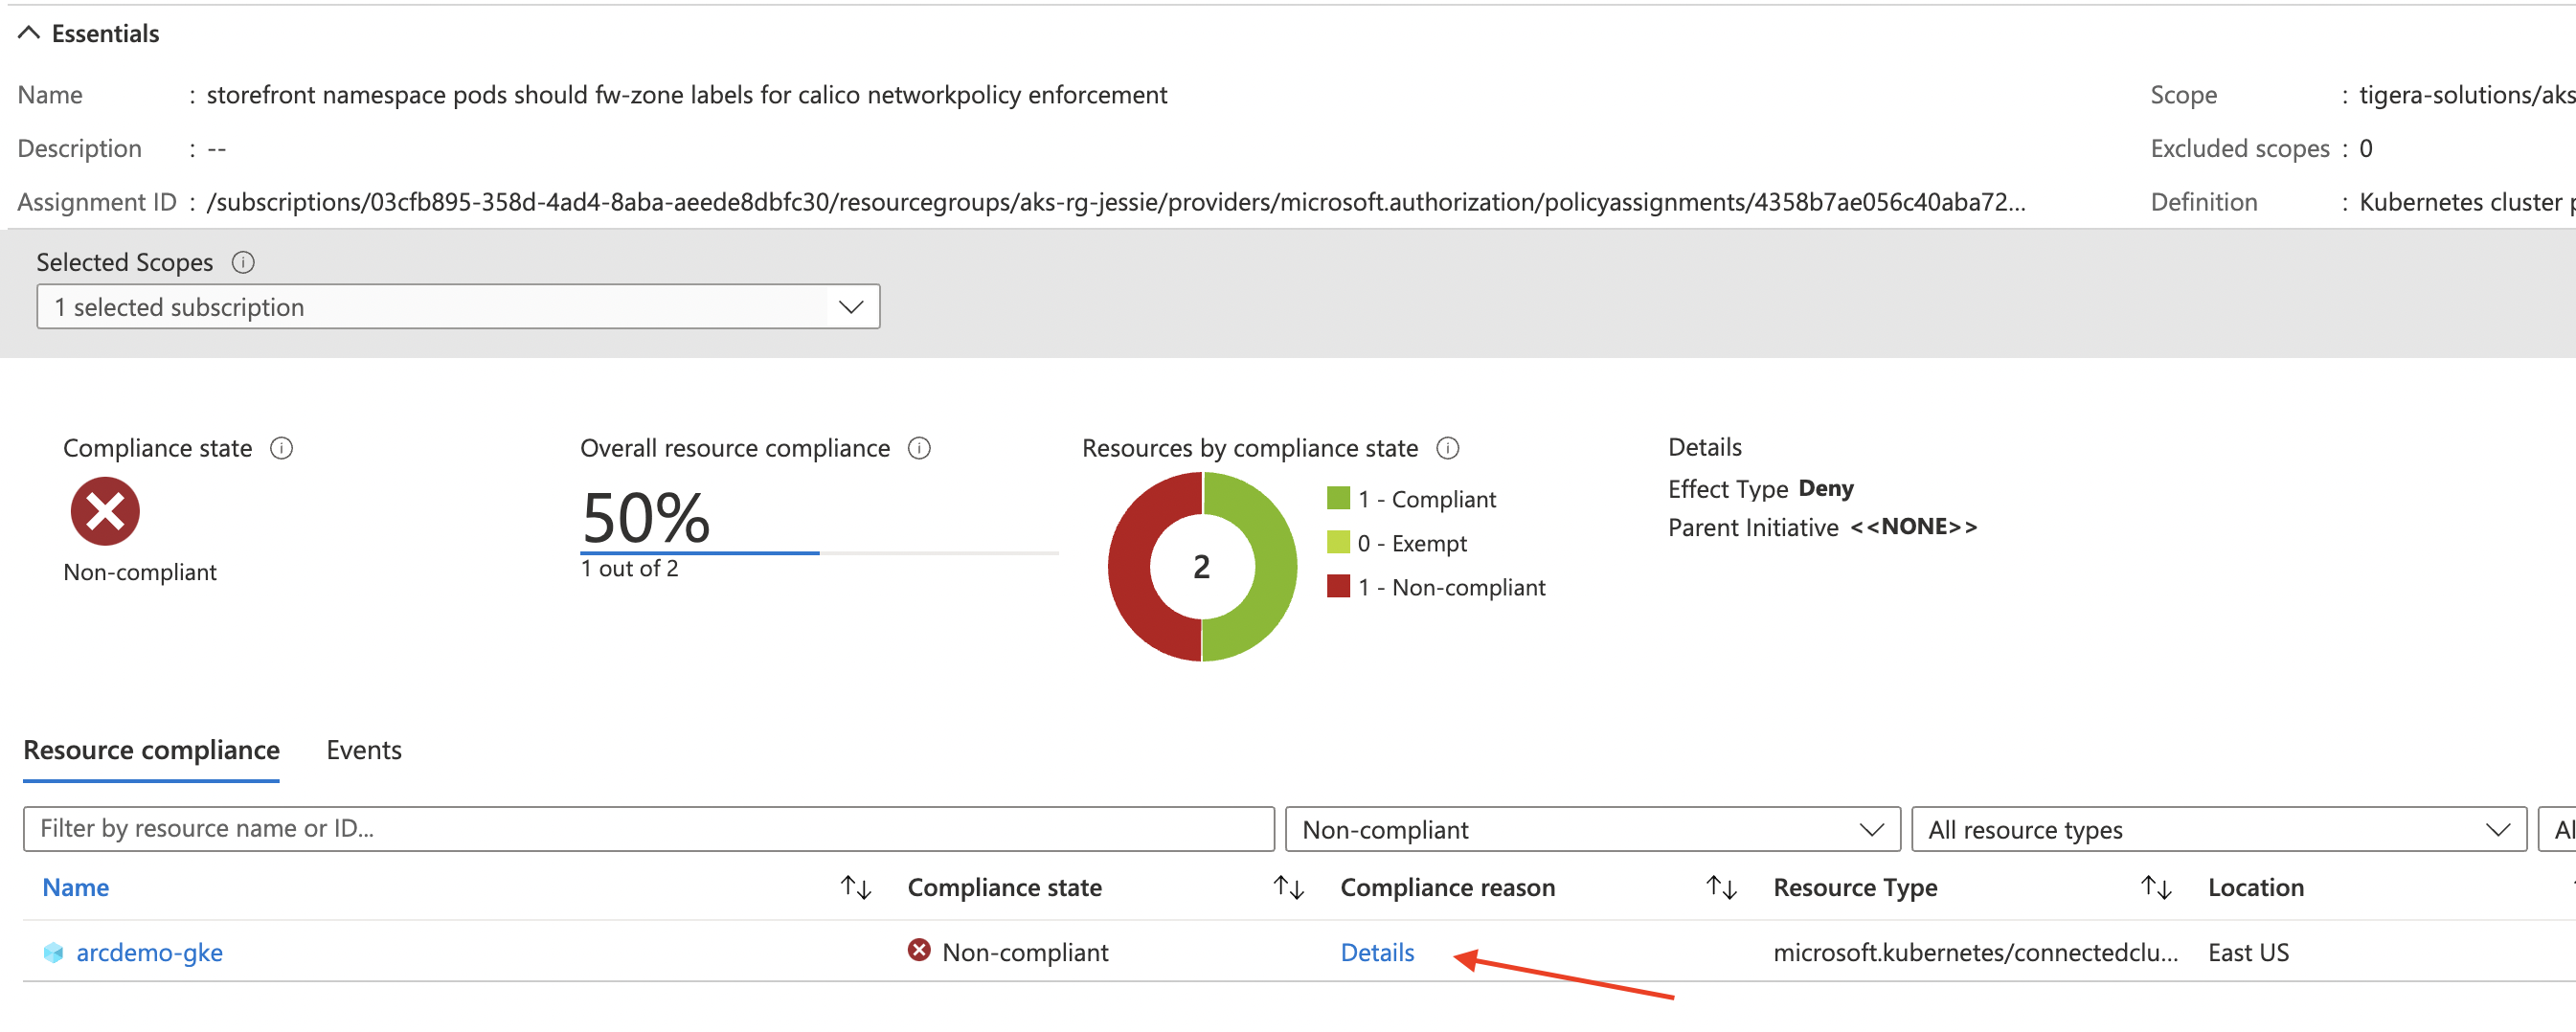 Essentials
Name : storefront namespace pods should fw-zone labels for calico networkpolicy enforcement
Scope : tigera-solutions/aks
Description : --
Excluded scopes : 0
Assignment ID : /subscriptions/03cfb895-358d-4ad4-8aba-aeede8dbfc30/resourcegroups/aks-rg-jessie/providers/microsoft.authorization/policyassignments/4358b7ae056c40aba72...
Definition : Kubernetes cluster p
Selected Scopes
1 selected subscription
Compliance state
Non-compliant
Overall resource compliance
50%
1 out of 2
Resources by compliance state
2
1 - Compliant
0 - Exempt
1 - Non-compliant
Details
Effect Type Deny
Parent Initiative <<NONE>>
Resource compliance Events
Filter by resource name or ID... Non-compliant All resource types Al
Name Compliance state Compliance reason Resource Type Location
arcdemo-gke Non-compliant Details microsoft.kubernetes/connectedclu... East US